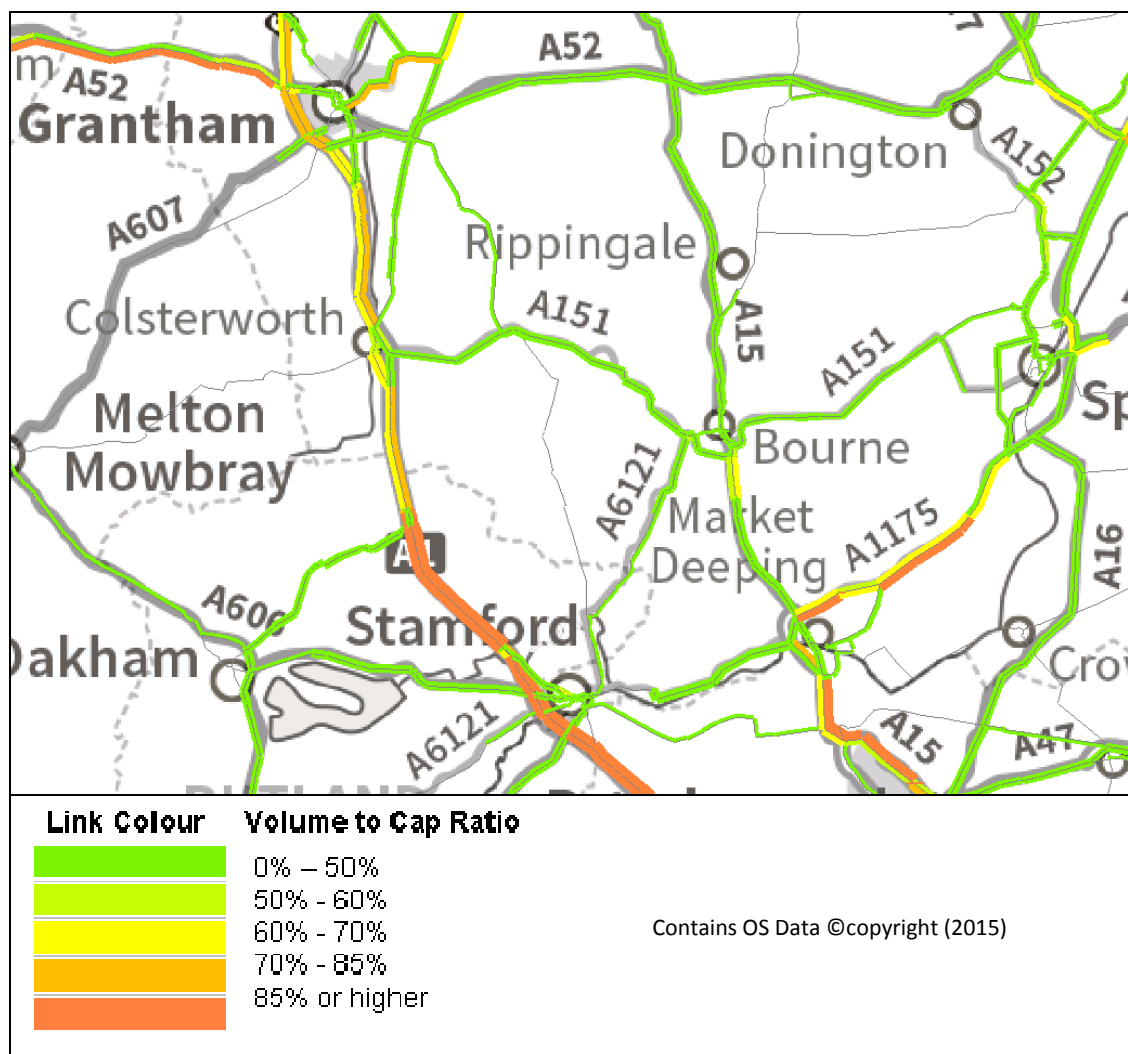 A52
A52
m
Grantham
Donington
A152
A607
Rippingale
A15
Colsterworth
A151
A151
Melton
Mowbray
Sp
Bourne
A6121
Market
Deeping
A1175
A16
A1
A606
Stamford
Oakham
Crow
A6121
A15
A47
Link Colour Volume to Cap Ratio
0% – 50%
50% - 60%
60% - 70%
70% - 85%
85% or higher
Contains OS Data ©copyright (2015)